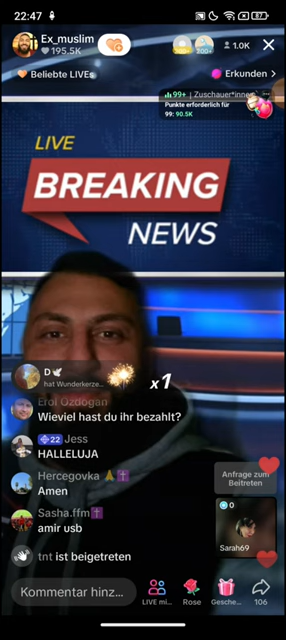 22:47
87
Ex_muslim
195.5K
1.0K
Beliebte LIVEs
Erkunden >
99+ | Zuschauer*innen
Punkte erforderlich für
99: 90.5K
LIVE
BREAKING
NEWS
D
hat Wunderkerze...
x1
Erol Özdogan
Wieviel hast du ihr bezahlt?
22 Jess
HALLELUJA
Hercegovka
Amen
Sasha.ffm
amir usb
tnt ist beigetreten
Anfrage zum
Beitreten
0
Sarah69
Kommentar hinz...
LIVE mi...
Rose
Gesche...
106